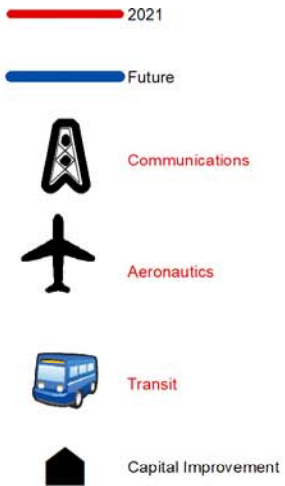 2021
Future
Communications
Aeronautics
Transit
Capital Improvement